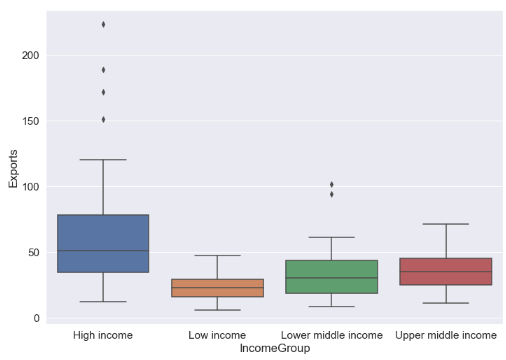 200
150
100
50
0
Exports
High income
Low income
Lower middle income
Upper middle income
IncomeGroup